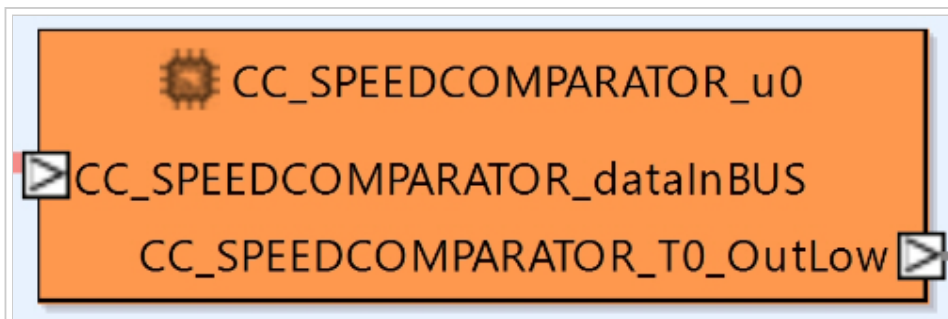 CC_SPEEDCOMPARATOR_u0
CC_SPEEDCOMPARATOR_dataInBUS
CC_SPEEDCOMPARATOR_T0_OutLow